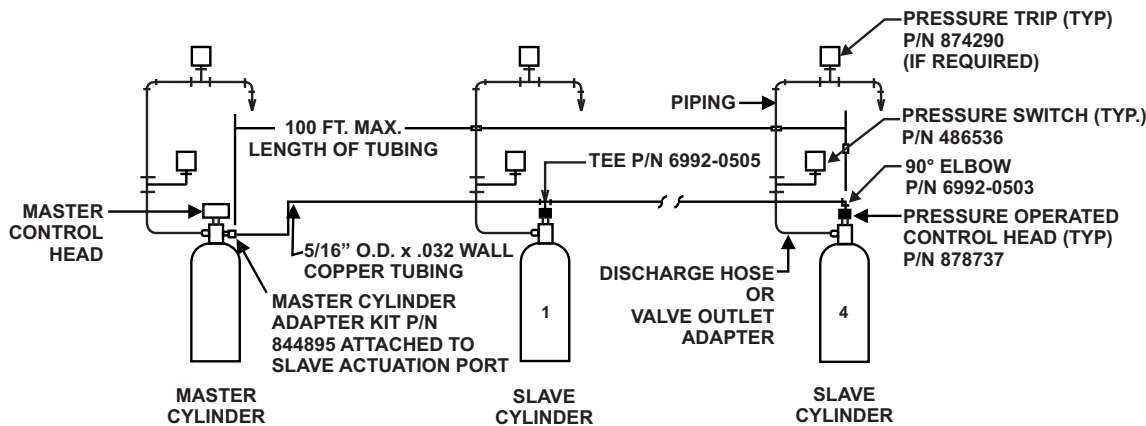 PRESSURE TRIP (TYP)
P/N 874290
(IF REQUIRED)
PIPING
PRESSURE SWITCH (TYP.)
P/N 486536
100 FT. MAX.
LENGTH OF TUBING
TEE P/N 6992-0505
90° ELBOW
P/N 6992-0503
MASTER
CONTROL
HEAD
PRESSURE OPERATED
CONTROL HEAD (TYP)
P/N 878737
5/16” O.D. x .032 WALL
COPPER TUBING
DISCHARGE HOSE
OR
VALVE OUTLET
ADAPTER
MASTER CYLINDER
ADAPTER KIT P/N
844895 ATTACHED TO
SLAVE ACTUATION PORT
1
4
MASTER
CYLINDER
SLAVE
CYLINDER
SLAVE
CYLINDER